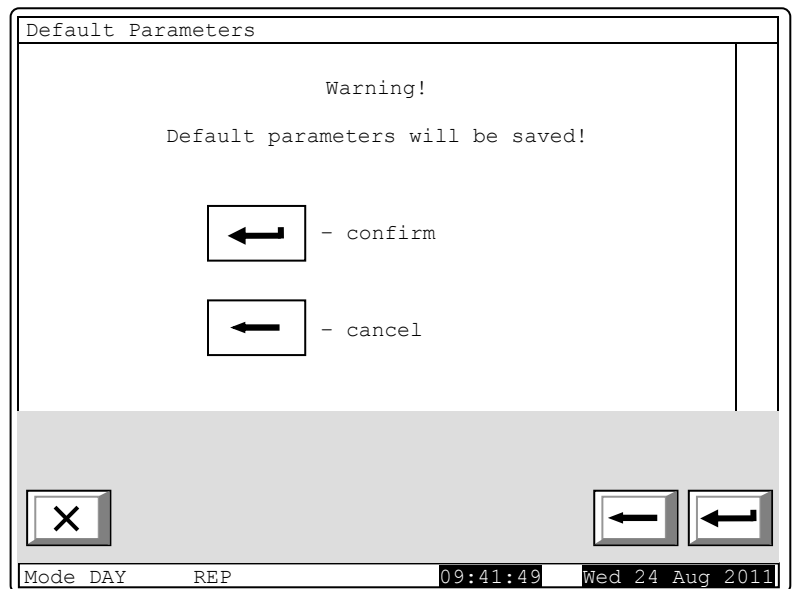 Default Parameters
Warning!
Default parameters will be saved!
- confirm
- cancel
Mode DAY REP 09:41:49 Wed 24 Aug 2011